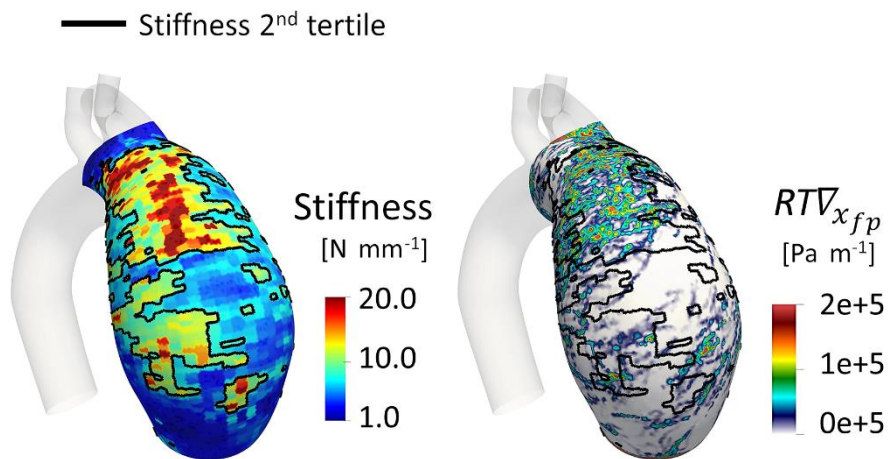 Stiffness 2nd tertile
Stiffness
[N mm-1]
20.0
10.0
1.0
RT∇xfp
[Pa m-1]
2e+5
1e+5
0e+5